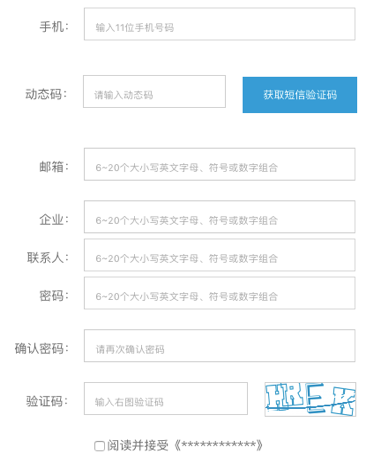 手机： 输入11位手机号码
动态码： 请输入动态码 获取短信验证码
邮箱： 6~20个大小写英文字母、符号或数字组合
企业： 6~20个大小写英文字母、符号或数字组合
联系人： 6~20个大小写英文字母、符号或数字组合
密码： 6~20个大小写英文字母、符号或数字组合
确认密码： 请再次确认密码
验证码： 输入右图验证码 HREK
阅读并接受《************》